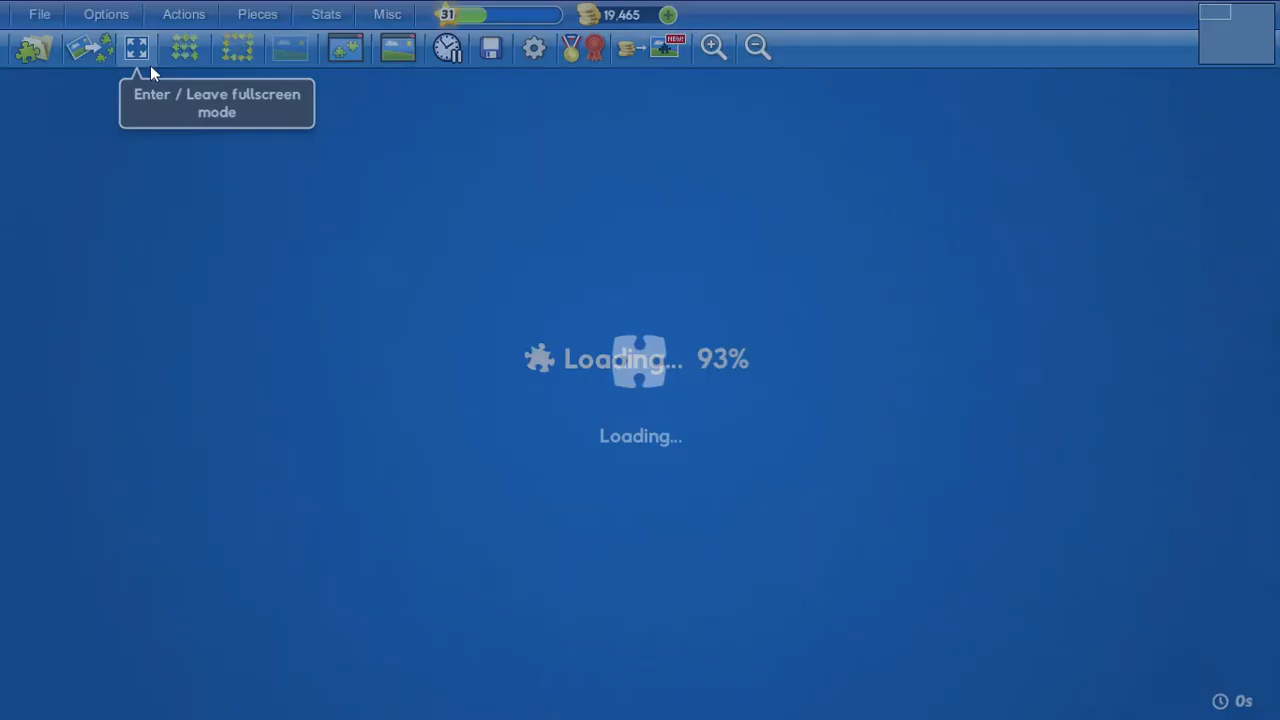 File Options Actions Pieces Stats Misc 31 19,465
NEW!
Enter / Leave fullscreen
mode
Loading... 93%
Loading...
0s